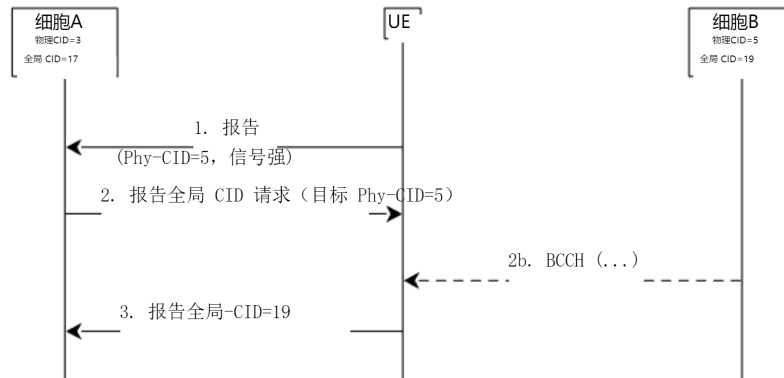 细胞A
物理CID=3
全局 CID=17
UE
细胞B
物理CID=5
全局 CID=19
1. 报告
(Phy-CID=5，信号强)
2. 报告全局 CID 请求（目标 Phy-CID=5）
2b. BCCH (...)
3. 报告全局-CID=19